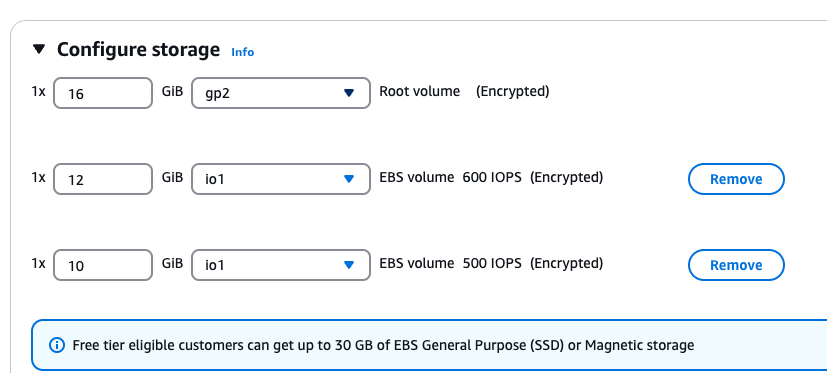 Configure storage Info
1x 16 GiB gp2 Root volume (Encrypted)
1x 12 GiB io1 EBS volume 600 IOPS (Encrypted) Remove
1x 10 GiB io1 EBS volume 500 IOPS (Encrypted) Remove
Free tier eligible customers can get up to 30 GB of EBS General Purpose (SSD) or Magnetic storage